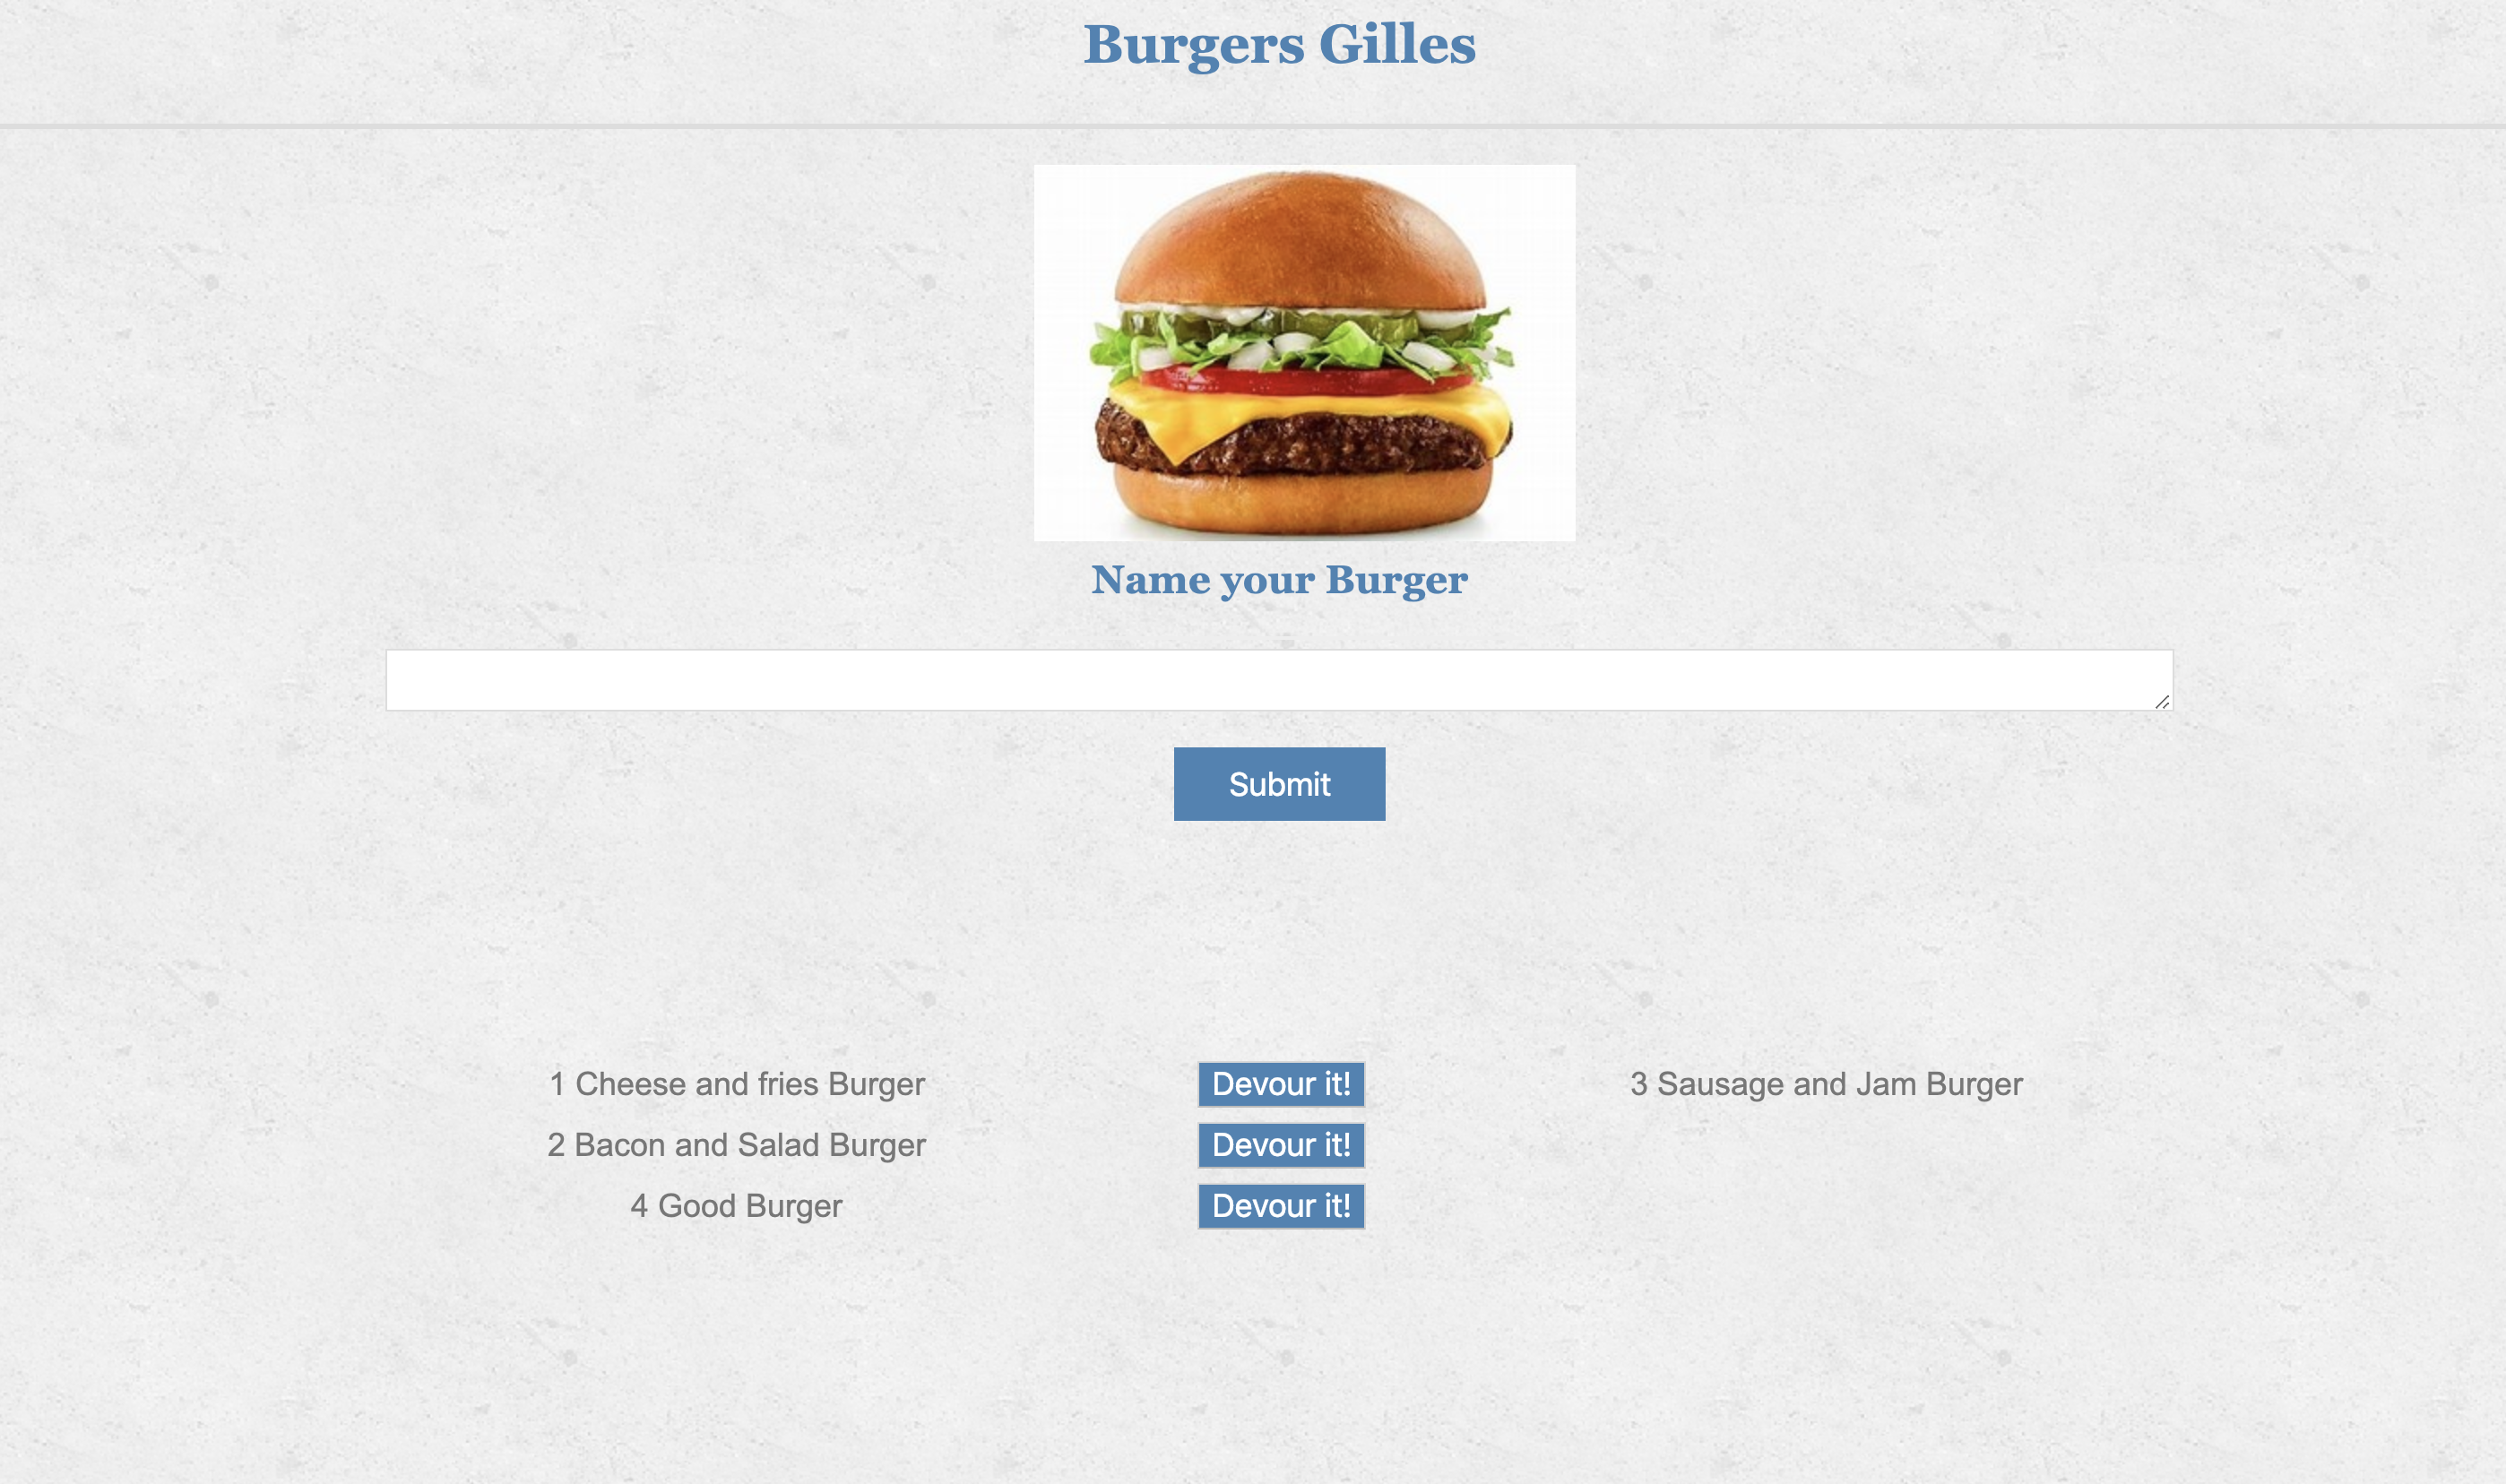 Burgers Gilles
Name your Burger
Submit
1 Cheese and fries Burger Devour it! 3 Sausage and Jam Burger
2 Bacon and Salad Burger Devour it!
4 Good Burger Devour it!